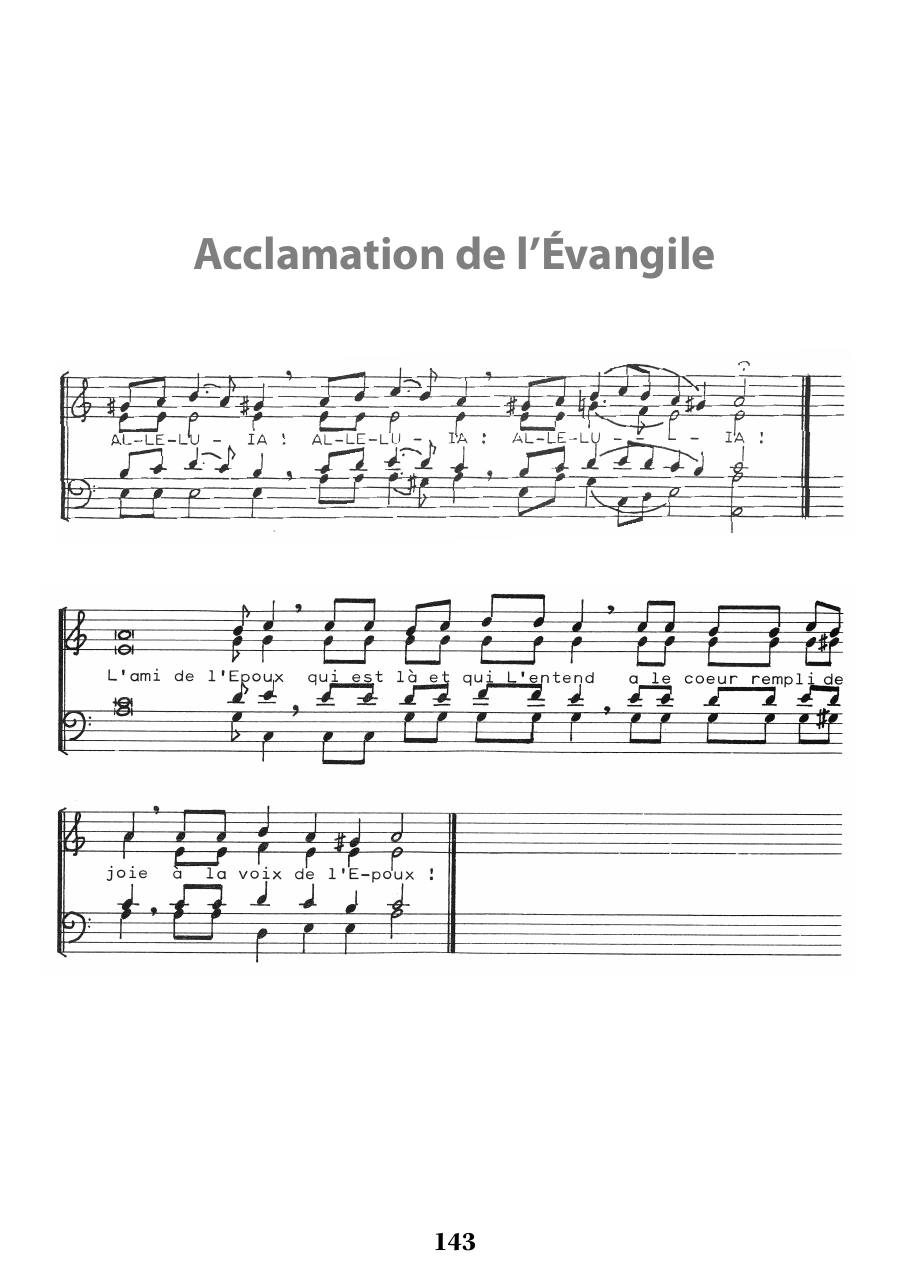 Acclamation de l’Évangile
AL-LE-LU - IA ! AL-LE-LU - IA ! AL-LE-LU - - L - IA !
L'ami de l'Epoux qui est là et qui L'entend a le coeur rempli de
joie à la voix de l'E-poux !
143